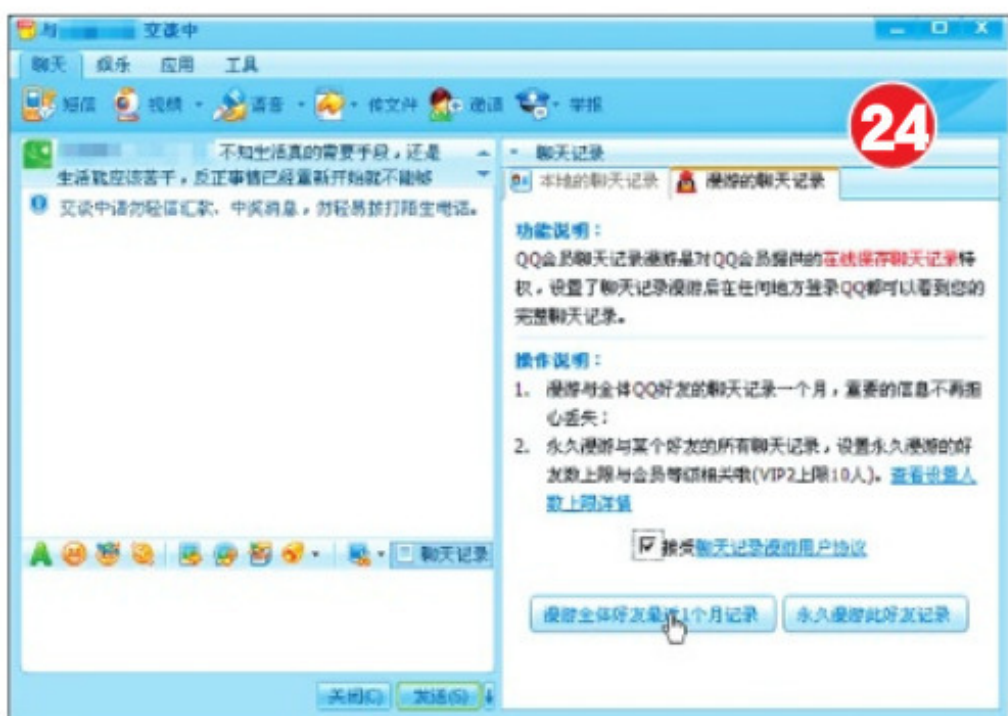 与 交谈中
聊天 娱乐 应用 工具
短信 视频 语音 传文件 邀请 举报
24
不知生活真的需要手段，还是
生活就应该若干，反正事情已经重新开始就不能够
交谈中请勿轻信汇款、中奖消息，勿轻易拨打陌生电话。
聊天记录
本地的聊天记录 漫游的聊天记录
功能说明：
QQ会员聊天记录漫游是对QQ会员提供的在线保存聊天记录特
权，设置了聊天记录漫游后在任何地方登录QQ都可以看到您的
完整聊天记录。
操作说明：
1. 漫游与全体QQ好友的聊天记录一个月，重要的信息不再担
心丢失；
2. 永久漫游与某个好友的所有聊天记录，设置永久漫游的好
友数上限与会员等级相关哦(VIP2上限10人)。查看设置人
数上限详情
接受聊天记录漫游用户协议
漫游全体好友最近1个月记录 永久漫游此好友记录
聊天记录
关闭(C) 发送(S)